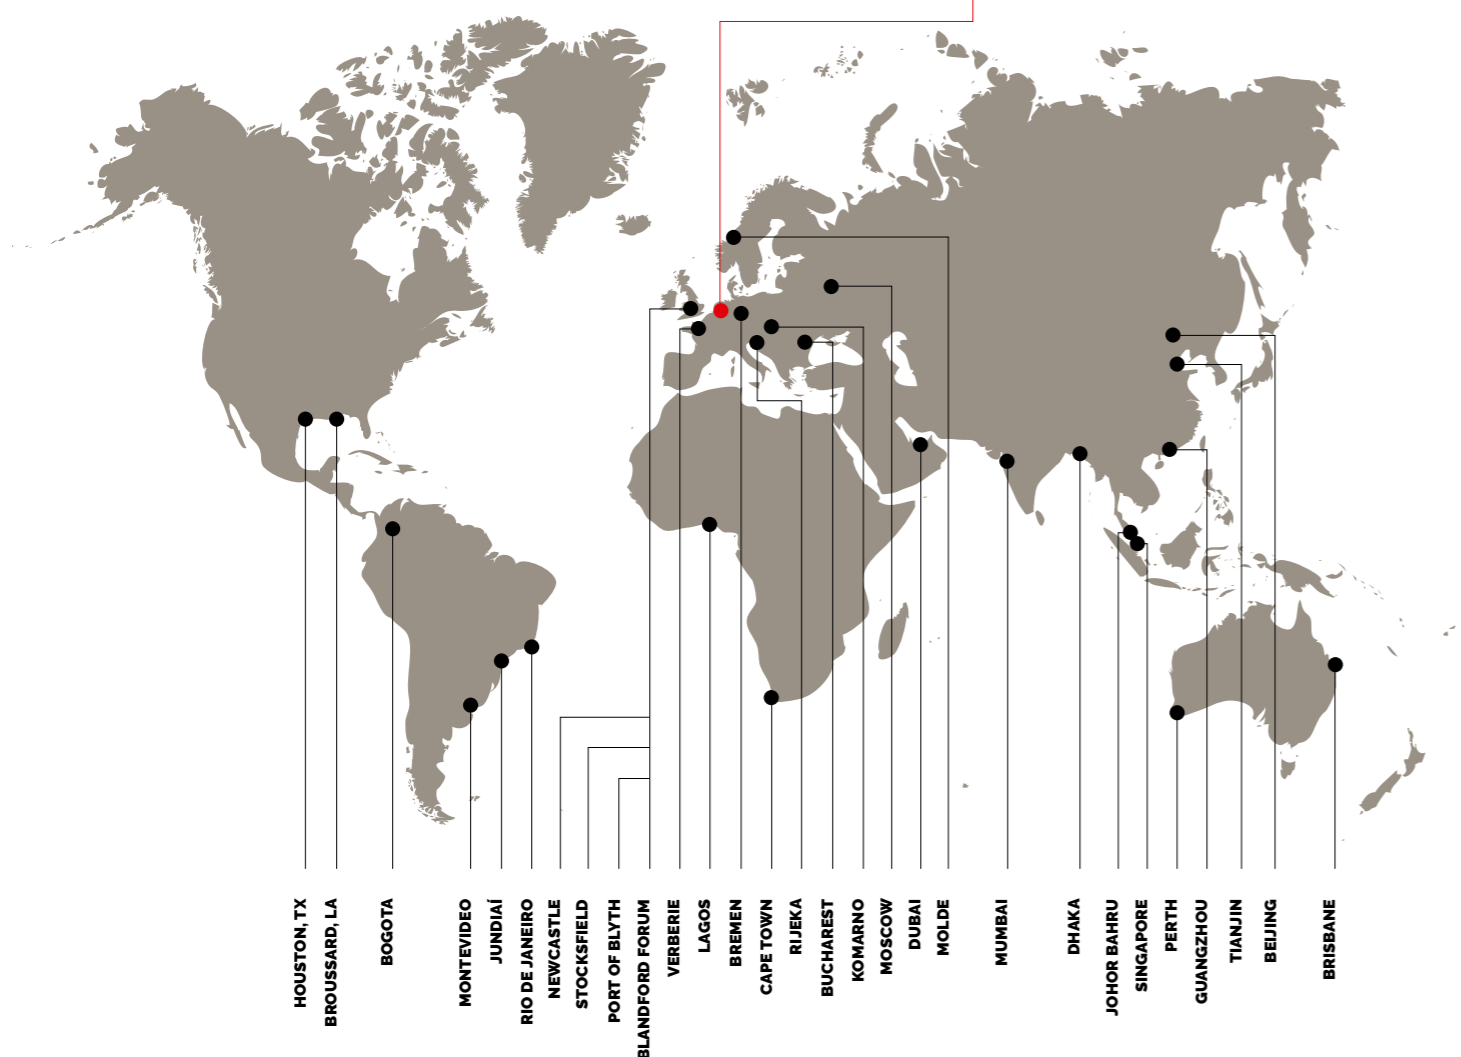 HOUSTON, TX
BROUSSARD, LA
BOGOTA
MONTEVIDEO
JUNDIAÍ
RIO DE JANEIRO
NEWCASTLE
STOCKSFIELD
PORT OF BLYTH
BLANDFORD FORUM
VERBERIE
LAGOS
BREMEN
CAPE TOWN
RIJEKA
BUCHAREST
KOMARNO
MOSCOW
DUBAI
MOLDE
MUMBAI
DHAKA
JOHOR BAHRU
SINGAPORE
PERTH
GUANGZHOU
TIANJIN
BEIJING
BRISBANE